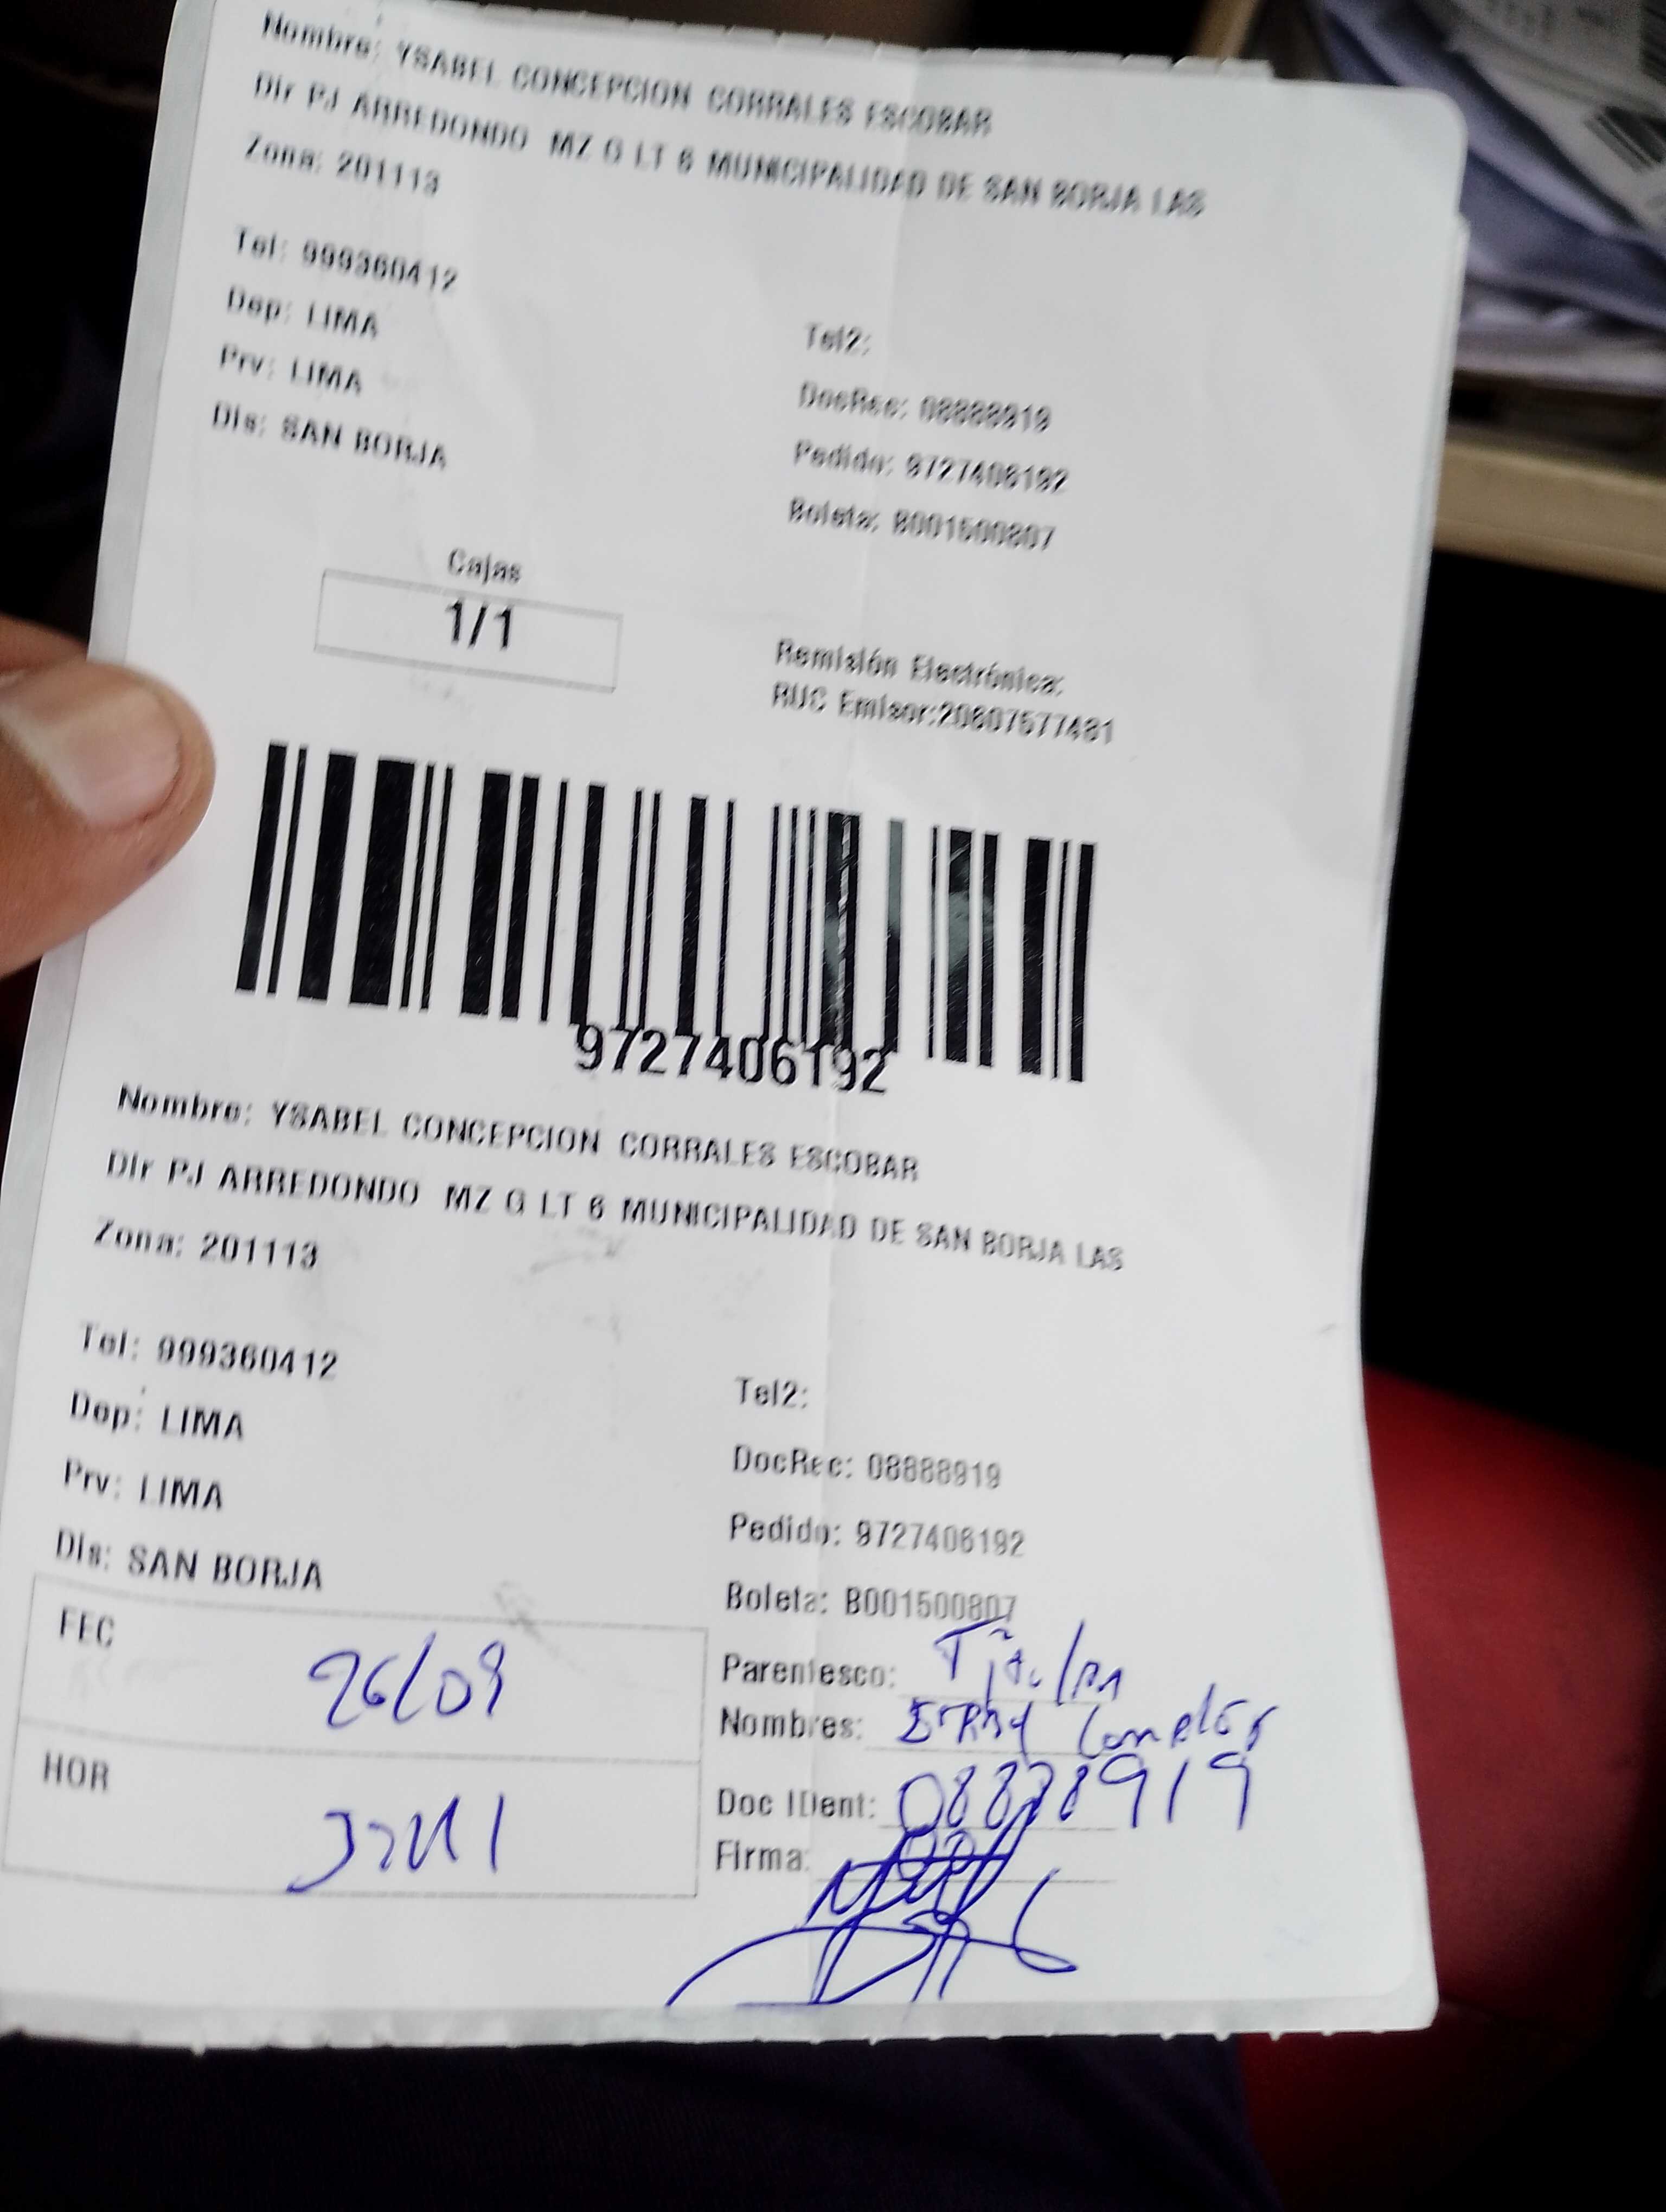 Nombre: YSABEL CONCEPCION CORRALES ESCOBAR
Dir PJ ARREDONDO MZ G LT 6 MUNICIPALIDAD DE SAN BORJA LAS
Zona: 201113
Tel: 999360412
Dep: LIMA
Prv: LIMA
Dis: SAN BORJA
Tel2:
DocRec: 08888919
Pedido: 9727406192
Boleta: B001500807
Cajas
1/1
Remisión Electrónica:
RUC Emisor:20607577481
9727406192
Nombre: YSABEL CONCEPCION CORRALES ESCOBAR
Dir PJ ARREDONDO MZ G LT 6 MUNICIPALIDAD DE SAN BORJA LAS
Zona: 201113
Tel: 999360412
Dep: LIMA
Prv: LIMA
Dis: SAN BORJA
Tel2:
DocRec: 08888919
Pedido: 9727406192
Boleta: B001500807
FEC 26/09
HOR
Parentesco:
Nombres:
Doc IDent: 08888919
Firma: